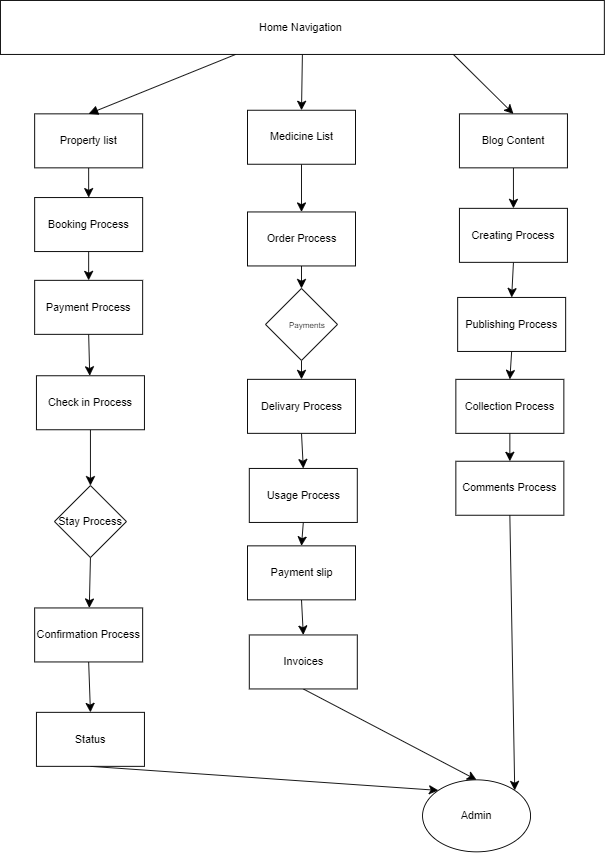 Home Navigation
Property list
Medicine List
Blog Content
Booking Process
Order Process
Creating Process
Payment Process
Payments
Publishing Process
Check in Process
Delivary Process
Collection Process
Stay Process
Usage Process
Comments Process
Payment slip
Confirmation Process
Invoices
Status
Admin